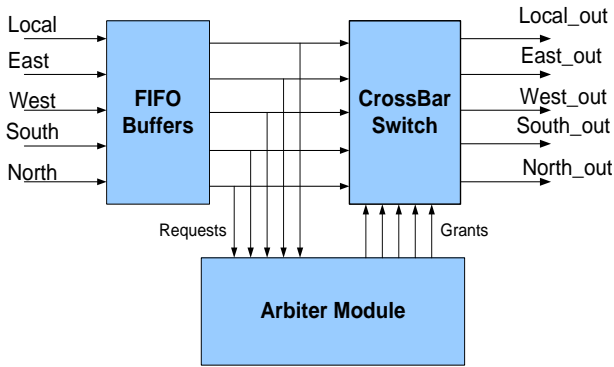 Local
East
West
South
North
FIFO
Buffers
CrossBar
Switch
Local_out
East_out
West_out
South_out
North_out
Requests
Grants
Arbiter Module